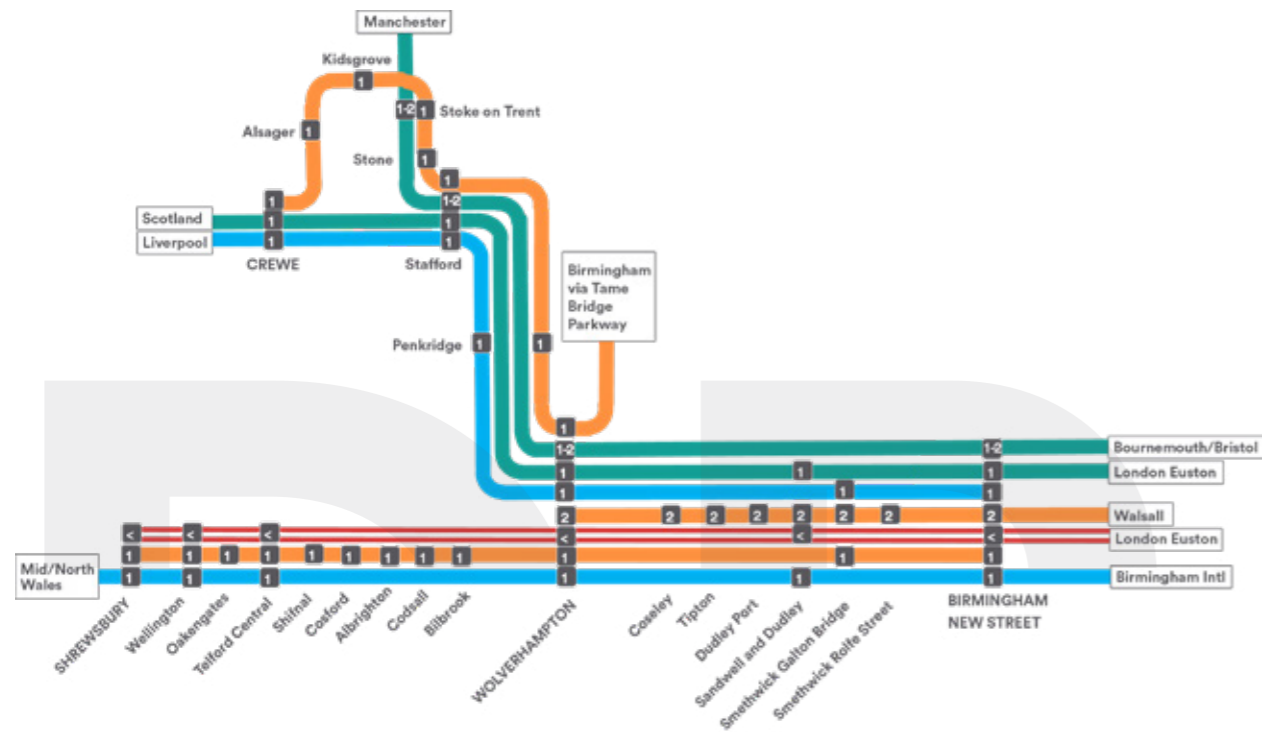 Manchester
Kidsgrove
1
1-2
1
Stoke on Trent
Alsager
1
Stone
1
1
1
1-2
Scotland
1
1
Liverpool
1
1
CREWE
Stafford
Birmingham
via Tame
Bridge
Parkway
Penkridge
1
1
1
1-2
1-2
Bournemouth/Bristol
1
1
1
London Euston
1
1
1
2
2
2
2
2
2
2
2
Walsall
<
<
<
<
<
<
London Euston
1
1
1
1
1
1
1
1
1
1
1
1
Mid/North
Wales
1
1
1
1
1
1
Birmingham Intl
SHREWSBURY
Wellington
Oakengates
Telford Central
Shifnal
Cosford
Albrighton
Codsall
Bilbrook
WOLVERHAMPTON
Coseley
Tipton
Dudley Port
Sandwell and Dudley
Smethwick Galton Bridge
Smethwick Rolfe Street
BIRMINGHAM
NEW STREET